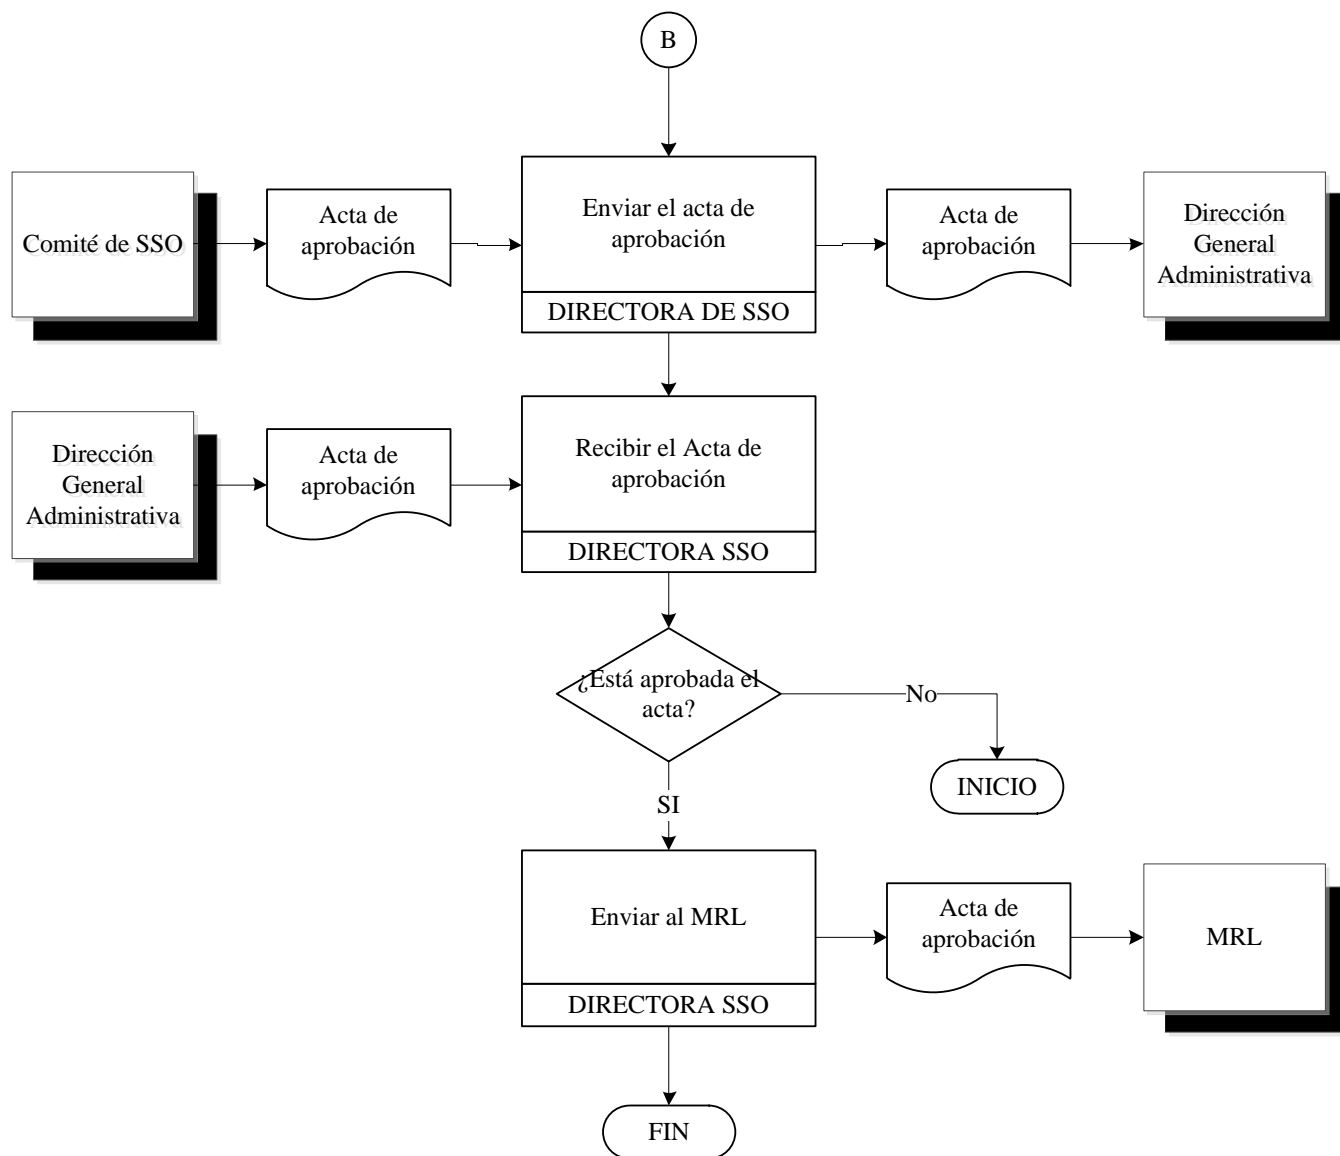 B
Comité de SSO
Acta de
aprobación
Enviar el acta de
aprobación
DIRECTORA DE SSO
Acta de
aprobación
Dirección
General
Administrativa
Dirección
General
Administrativa
Acta de
aprobación
Recibir el Acta de
aprobación
DIRECTORA SSO
¿Está aprobada el
acta?
No
INICIO
SI
Enviar al MRL
DIRECTORA SSO
Acta de
aprobación
MRL
FIN